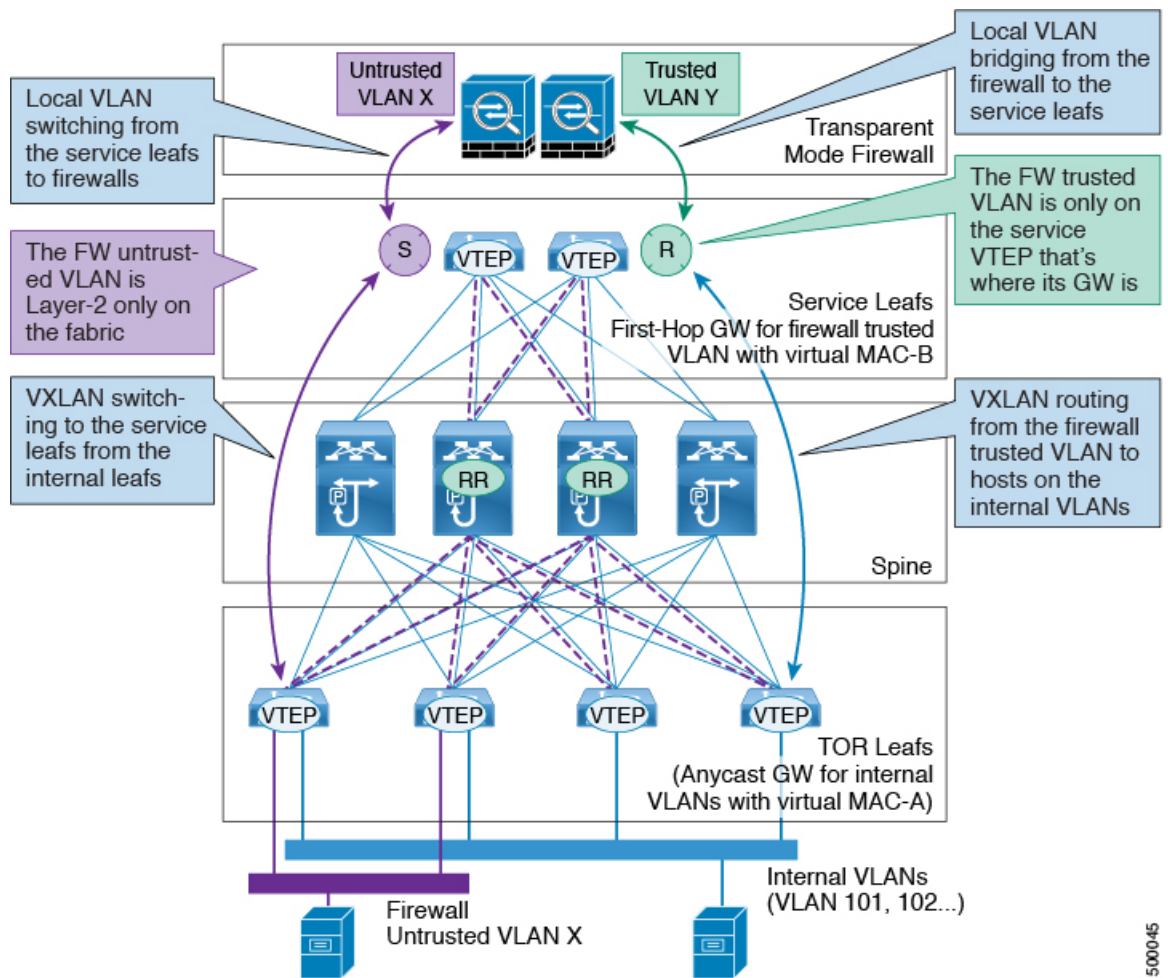 Untrusted
VLAN X
Trusted
VLAN Y
Local VLAN
bridging from the
firewall to the
service leafs
Local VLAN
switching from
the service leafs
to firewalls
Transparent
Mode Firewall
The FW trusted
VLAN is only on
the service
VTEP that's
where its GW is
The FW untrust-
ed VLAN is
Layer-2 only on
the fabric
S
VTEP
VTEP
R
Service Leafs
First-Hop GW for firewall trusted
VLAN with virtual MAC-B
VXLAN switch-
ing to the service
leafs from the
internal leafs
VXLAN routing
from the firewall
trusted VLAN to
hosts on the
internal VLANs
P
P
RR
P
RR
P
Spine
VTEP
VTEP
VTEP
VTEP
TOR Leafs
(Anycast GW for internal
VLANs with virtual MAC-A)
Internal VLANs
(VLAN 101, 102...)
Firewall
Untrusted VLAN X
500045